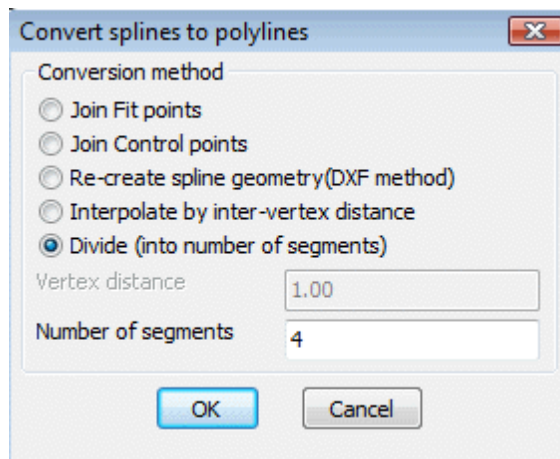 Convert splines to polylines
Conversion method
Join Fit points
Join Control points
Re-create spline geometry(DXF method)
Interpolate by inter-vertex distance
Divide (into number of segments)
Vertex distance 1.00
Number of segments 4
OK Cancel